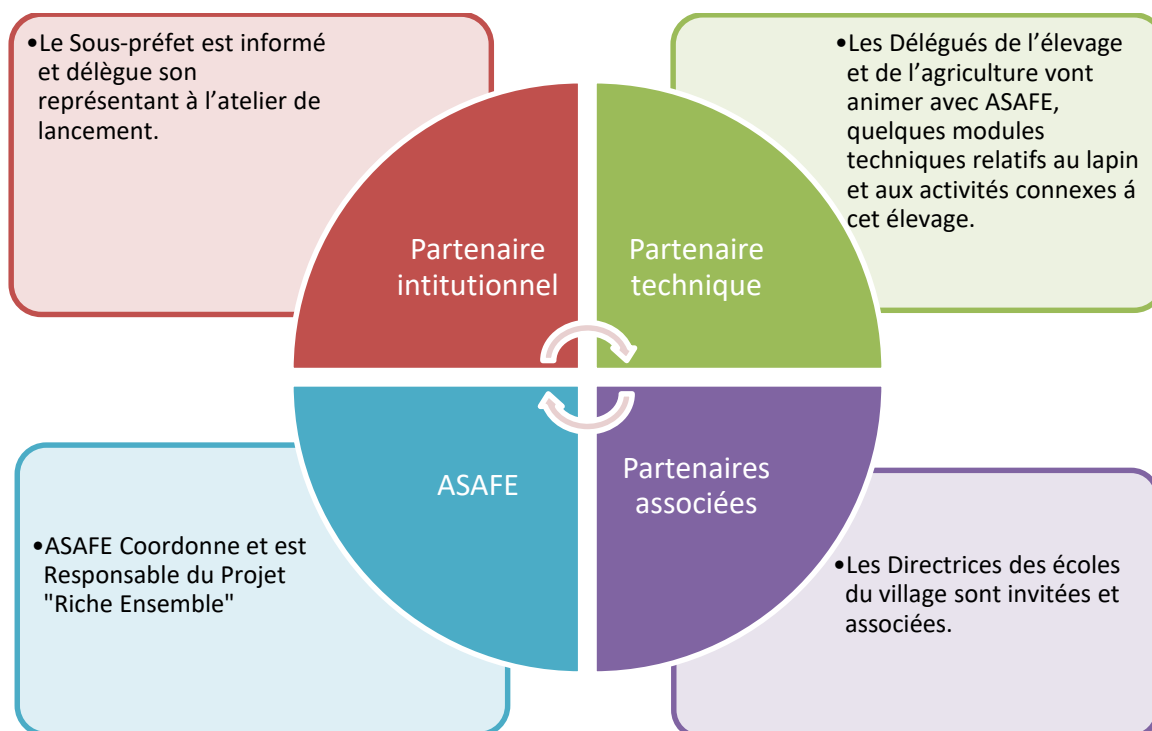 •Le Sous-préfet est informé
et délègue son
représentant à l’atelier de
lancement.
•Les Délégués de l’élevage
et de l’agriculture vont
animer avec ASAFE,
quelques modules
techniques relatifs au lapin
et aux activités connexes á
cet élevage.
Partenaire
intitutionnel
Partenaire
technique
ASAFE
Partenaires
associées
•ASAFE Coordonne et est
Responsable du Projet
"Riche Ensemble"
•Les Directrices des écoles
du village sont invitées et
associées.